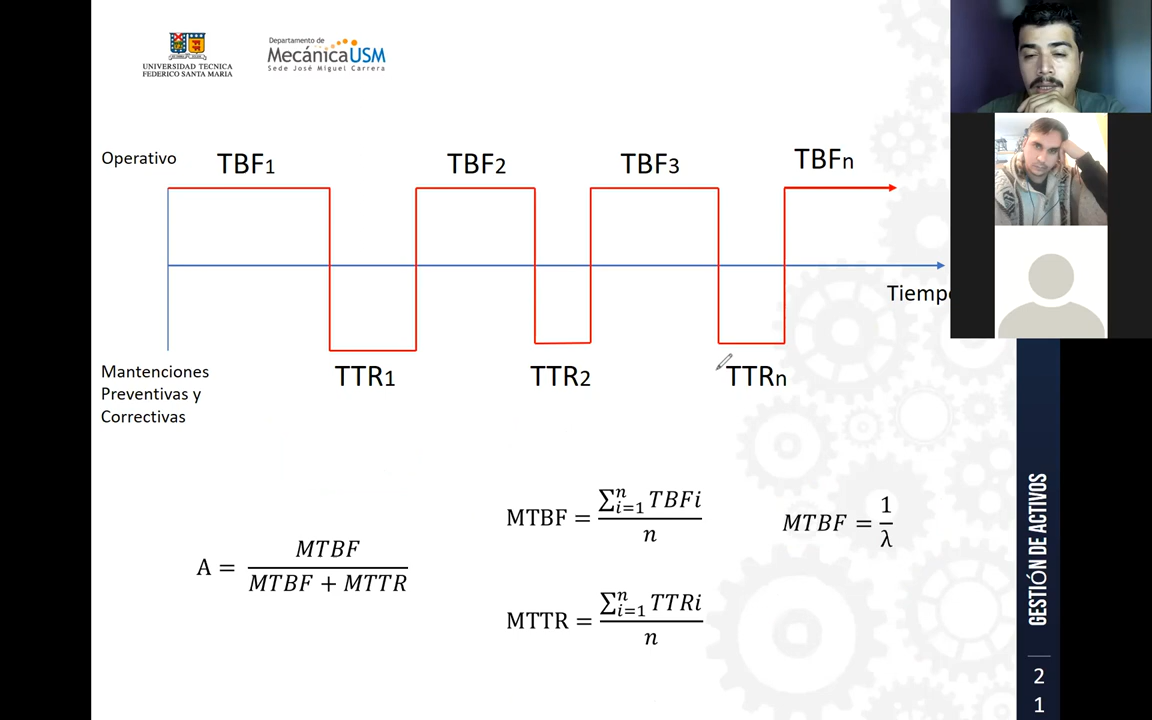 UNIVERSIDAD TECNICA
FEDERICO SANTA MARIA
Departamento de
MecánicaUSM
Sede José Miguel Carrera
Operativo
TBF1
TBF2
TBF3
TBFn
Tiempo
Mantenciones
Preventivas y
Correctivas
TTR1
TTR2
TTRn
A = MTBF / MTBF + MTTR
MTBF = ∑ⁿᵢ₌₁ TBFi / n
MTBF = 1 / λ
MTTR = ∑ⁿᵢ₌₁ TTRi / n
GESTIÓN DE ACTIVOS
2
1